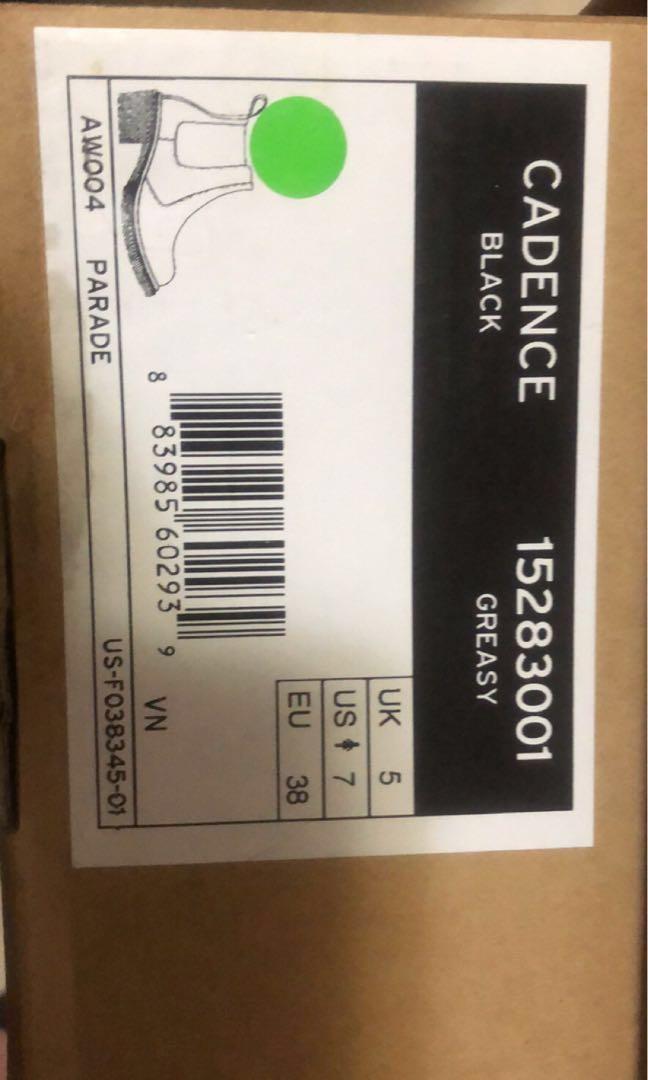 CADENCE 15283001
BLACK GREASY
UK 5
US 7
EU 38
8 83985 60293 9 VN
AW004 PARADE US-F038345-01